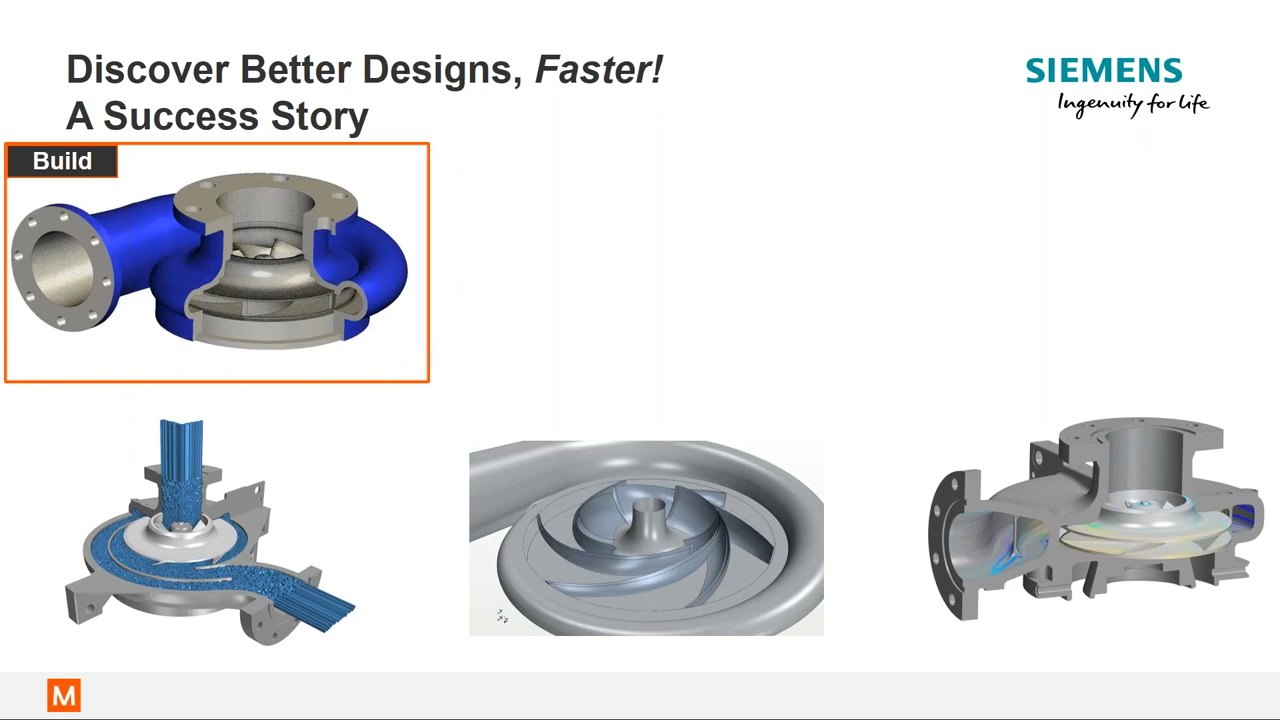 Discover Better Designs, Faster!
A Success Story
SIEMENS
Ingenuity for life
Build
M